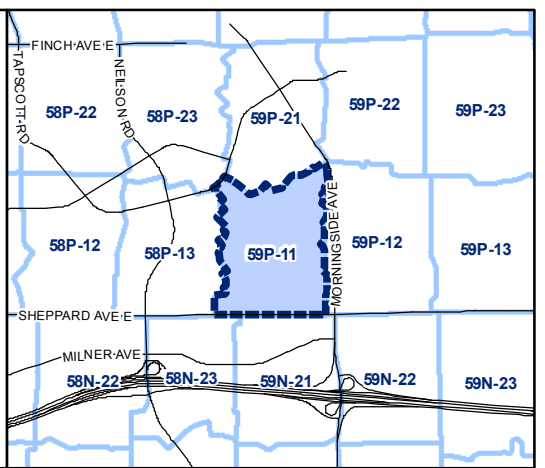 FINCH AVE E
TAPSCOTT RD
NEILSON RD
58P-22
58P-23
59P-21
59P-22
59P-23
58P-12
58P-13
59P-11
MORNINGSIDE AVE
59P-12
59P-13
SHEPPARD AVE E
MILNER AVE
58N-22
58N-23
59N-21
59N-22
59N-23